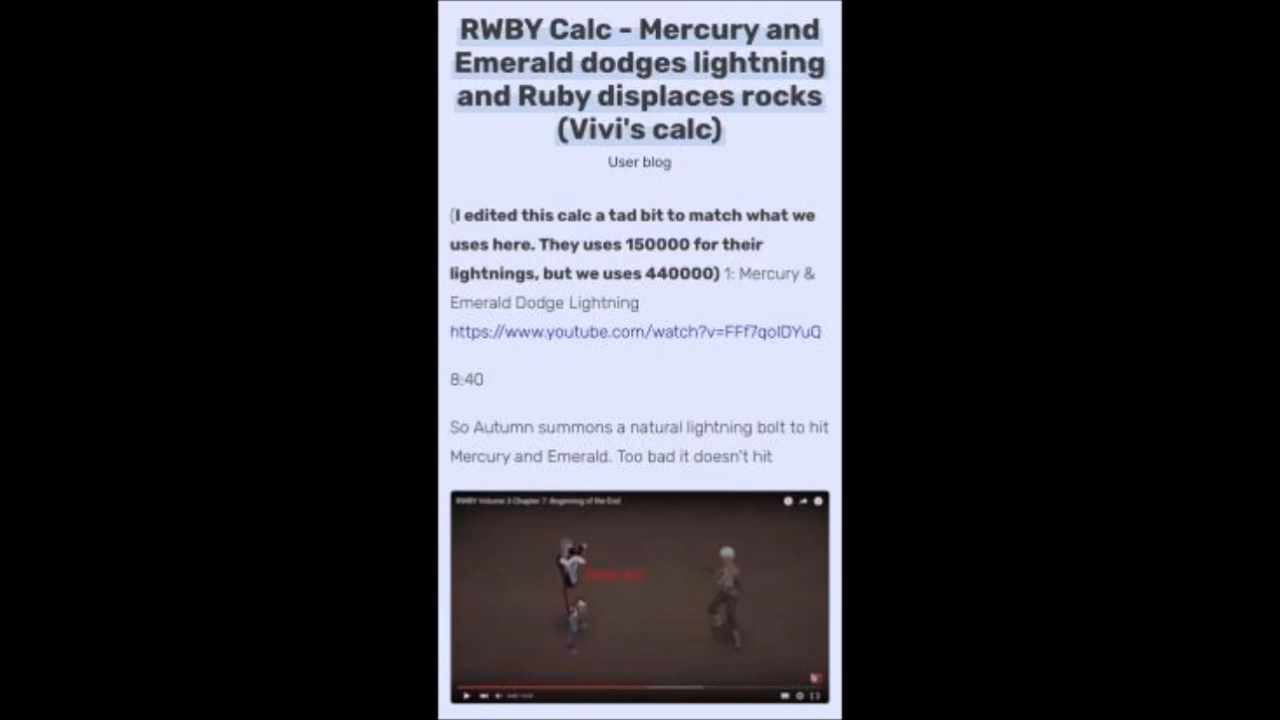 RWBY Calc - Mercury and
Emerald dodges lightning
and Ruby displaces rocks
(Vivi's calc)
User blog
(I edited this calc a tad bit to match what we
uses here. They uses 150000 for their
lightnings, but we uses 440000) 1: Mercury &
Emerald Dodge Lightning
https://www.youtube.com/watch?v=FFf7qoIDYuQ
8:40
So Autumn summons a natural lightning bolt to hit
Mercury and Emerald. Too bad it doesn't hit
RWBY Volume 3 Chapter 7: Beginning of the End